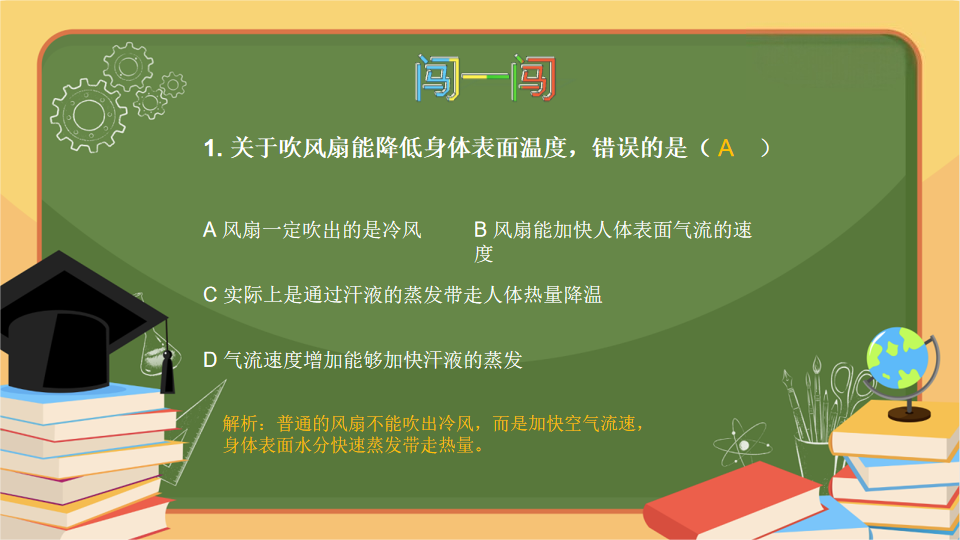 闯一闯
1. 关于吹风扇能降低身体表面温度，错误的是（ A ）
A 风扇一定吹出的是冷风
B 风扇能加快人体表面气流的速
度
C 实际上是通过汗液的蒸发带走人体热量降温
D 气流速度增加能够加快汗液的蒸发
解析：普通的风扇不能吹出冷风，而是加快空气流速，
身体表面水分快速蒸发带走热量。